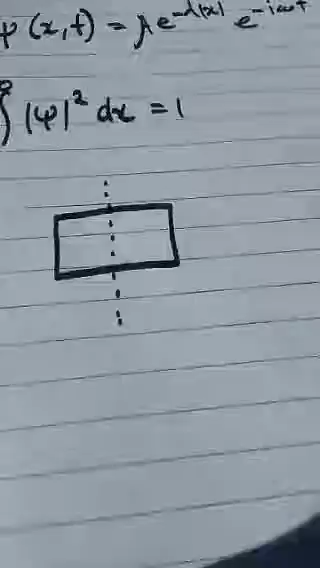 ψ(x,t) = Ae^{-d|x|} e^{-iωt}
∫ |ψ|² dx = 1